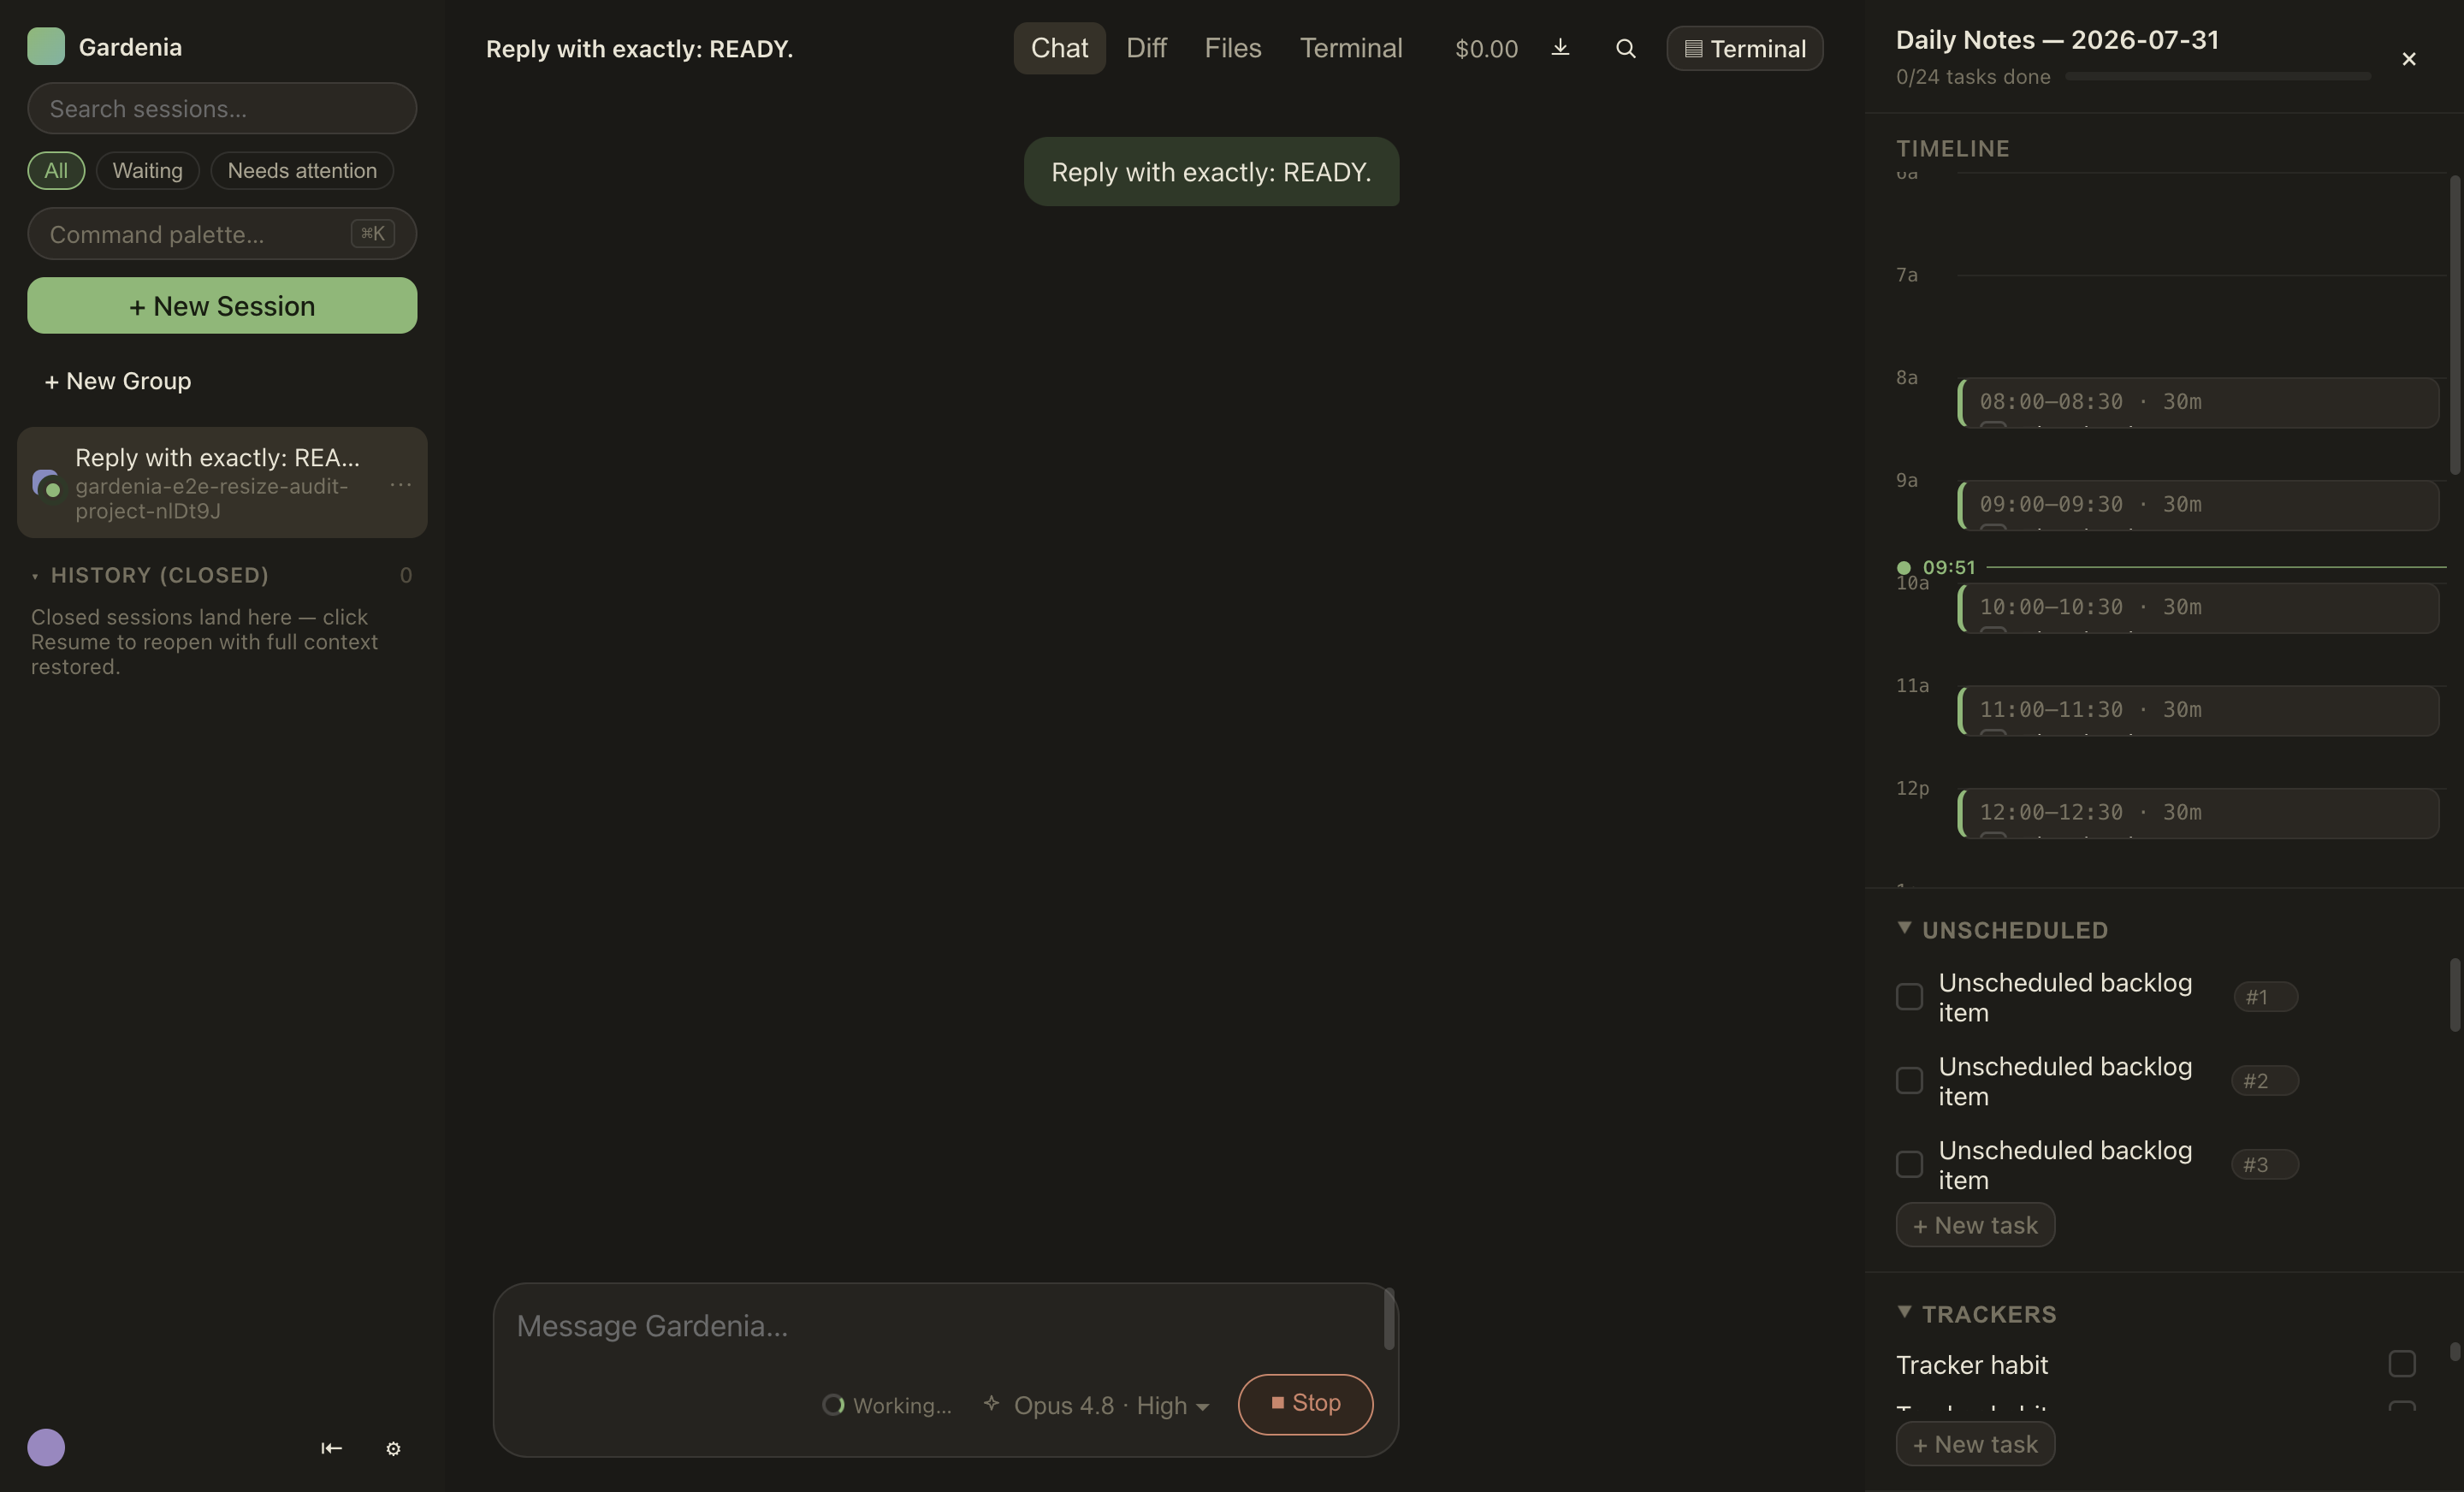 Gardenia
Search sessions...
All
Waiting
Needs attention
Command palette...
⌘K
+ New Session
+ New Group
Reply with exactly: REA...
gardenia-e2e-resize-audit-
project-nIDt9J
...
HISTORY (CLOSED)
0
Closed sessions land here — click
Resume to reopen with full context
restored.
Reply with exactly: READY.
Chat
Diff
Files
Terminal
$0.00
Terminal
Reply with exactly: READY.
Message Gardenia...
Working...
Opus 4.8 · High
Stop
Daily Notes — 2026-07-31
0/24 tasks done
TIMELINE
6a
7a
8a
08:00–08:30 · 30m
9a
09:00–09:30 · 30m
09:51
10a
10:00–10:30 · 30m
11a
11:00–11:30 · 30m
12p
12:00–12:30 · 30m
UNSCHEDULED
Unscheduled backlog
item
#1
Unscheduled backlog
item
#2
Unscheduled backlog
item
#3
+ New task
TRACKERS
Tracker habit
+ New task